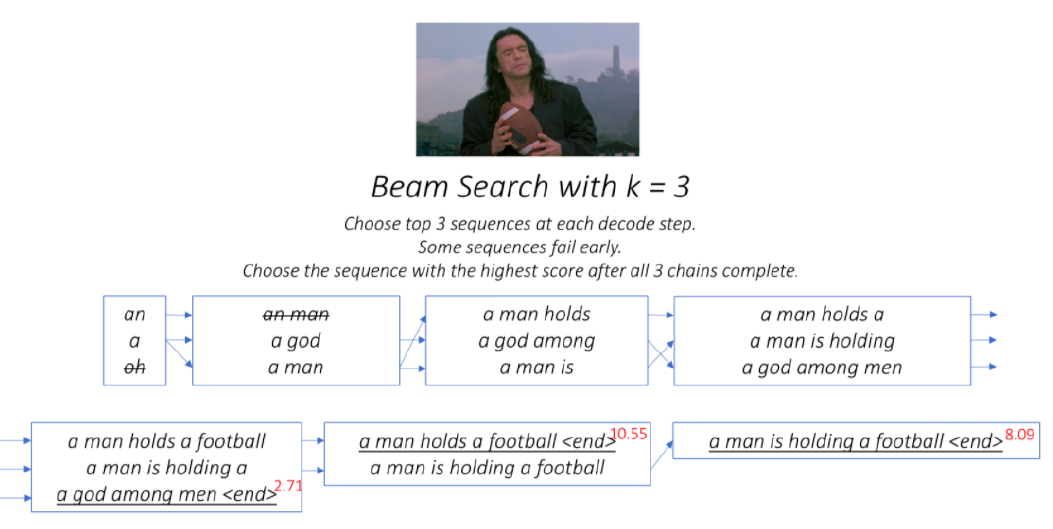 Beam Search with k = 3
Choose top 3 sequences at each decode step.
Some sequences fail early.
Choose the sequence with the highest score after all 3 chains complete.
an
a
oh
an man
a god
a man
a man holds
a god among
a man is
a man holds a
a man is holding
a god among men
a man holds a football
a man is holding a
a god among men <end> 2.71
a man holds a football <end> 10.55
a man is holding a football
a man is holding a football <end> 8.09